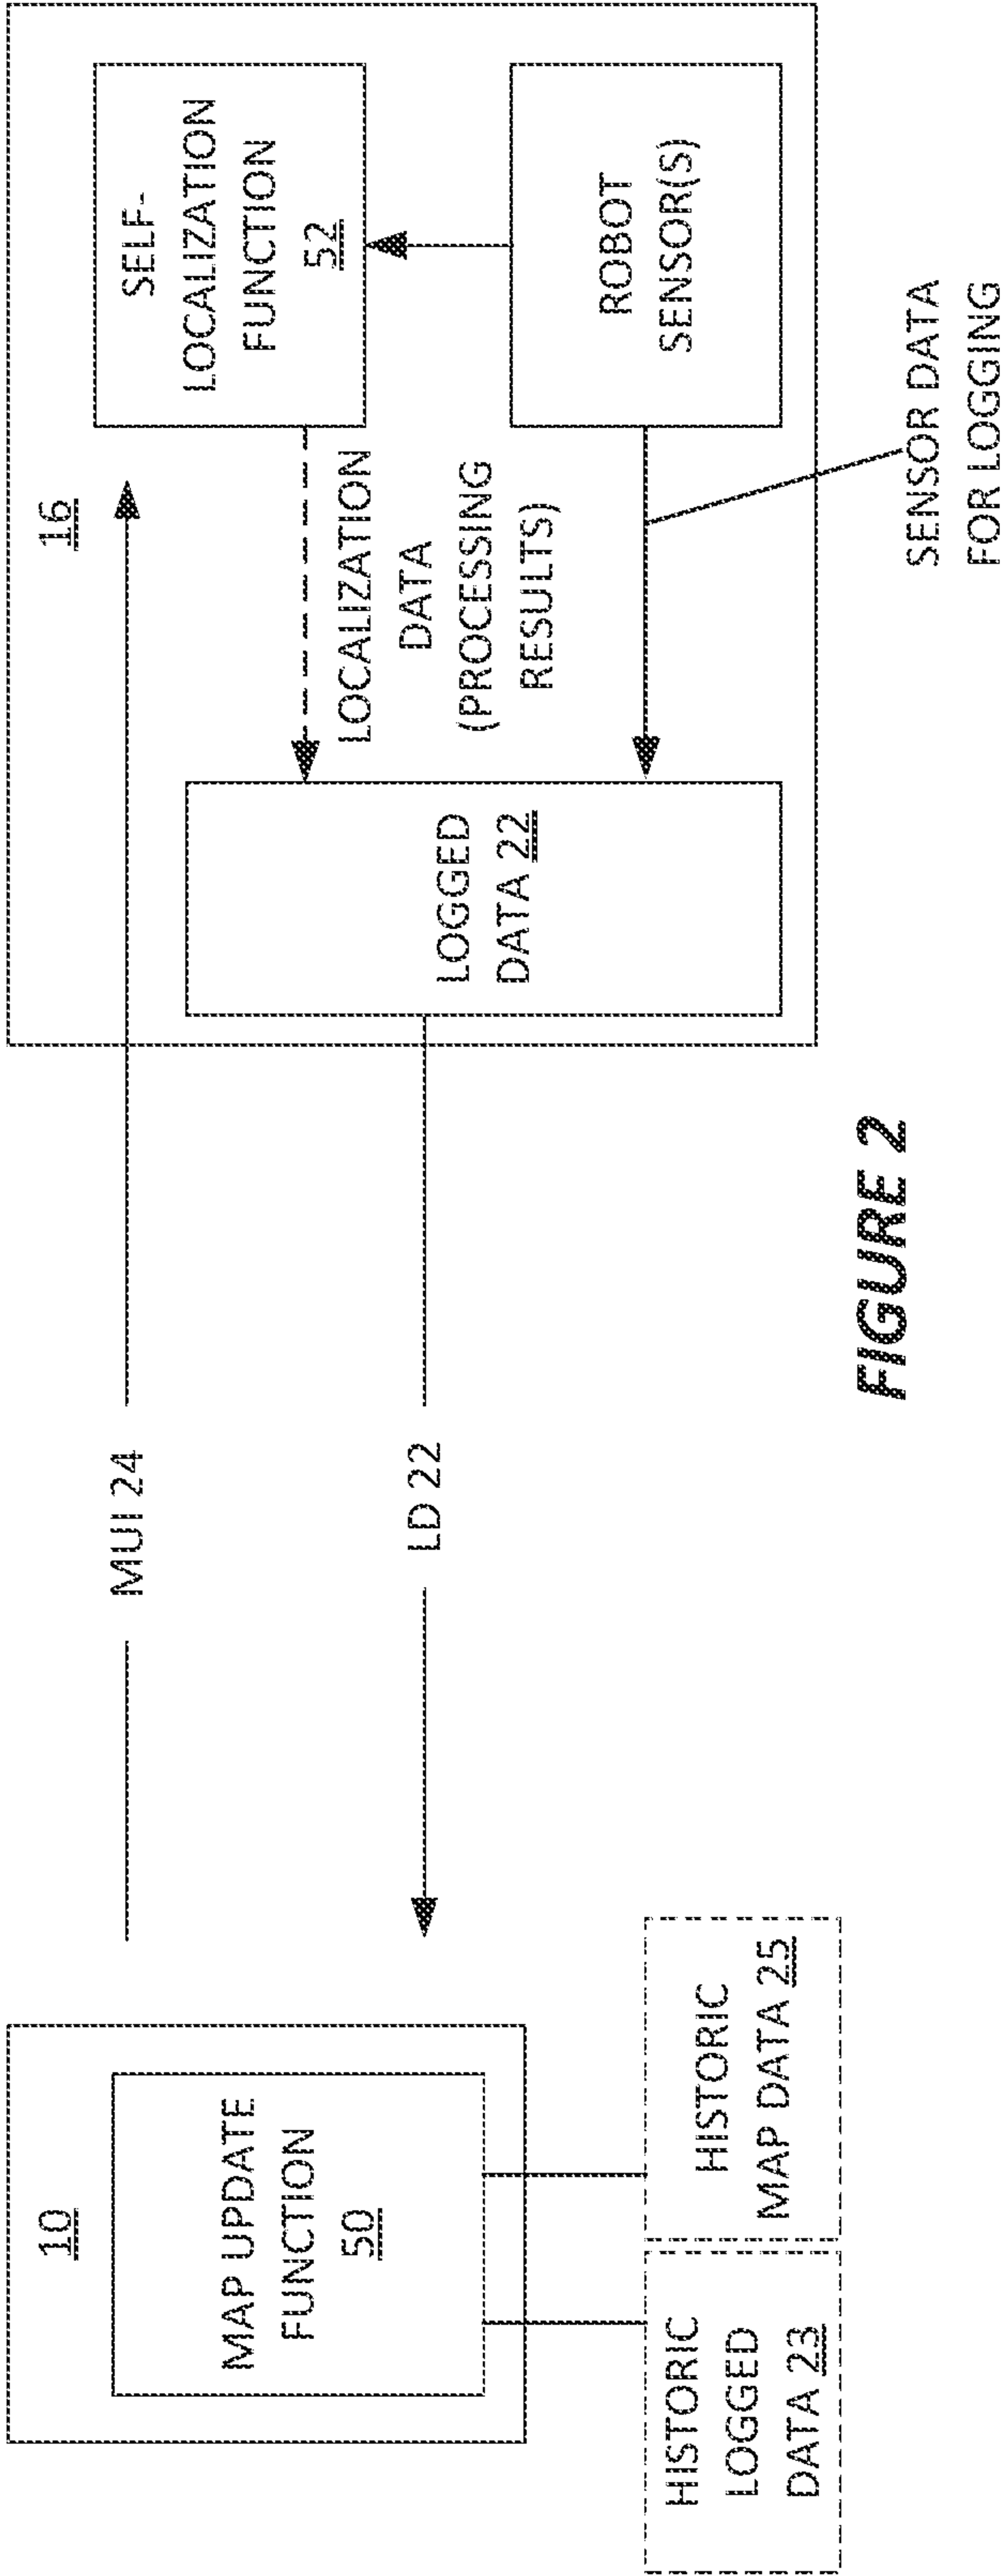 10
MAP UPDATE
FUNCTION
50
HISTORIC
LOGGED
DATA 23
HISTORIC
MAP DATA 25
MUI 24
LD 22
16
LOGGED
DATA 22
LOCALIZATION
DATA
(PROCESSING
RESULTS)
SELF-
LOCALIZATION
FUNCTION
52
ROBOT
SENSOR(S)
SENSOR DATA
FOR LOGGING
FIGURE 2